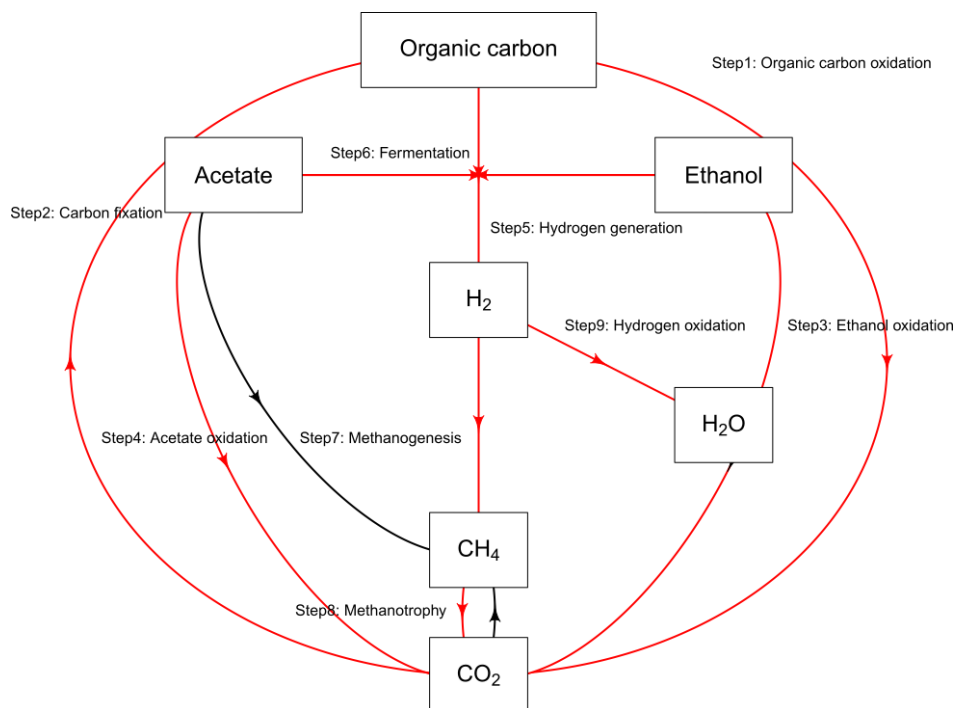 Organic carbon
Step1: Organic carbon oxidation
Step6: Fermentation
Acetate
Ethanol
Step2: Carbon fixation
Step5: Hydrogen generation
H₂
Step9: Hydrogen oxidation
Step3: Ethanol oxidation
H₂O
Step4: Acetate oxidation
Step7: Methanogenesis
CH₄
Step8: Methanotrophy
CO₂